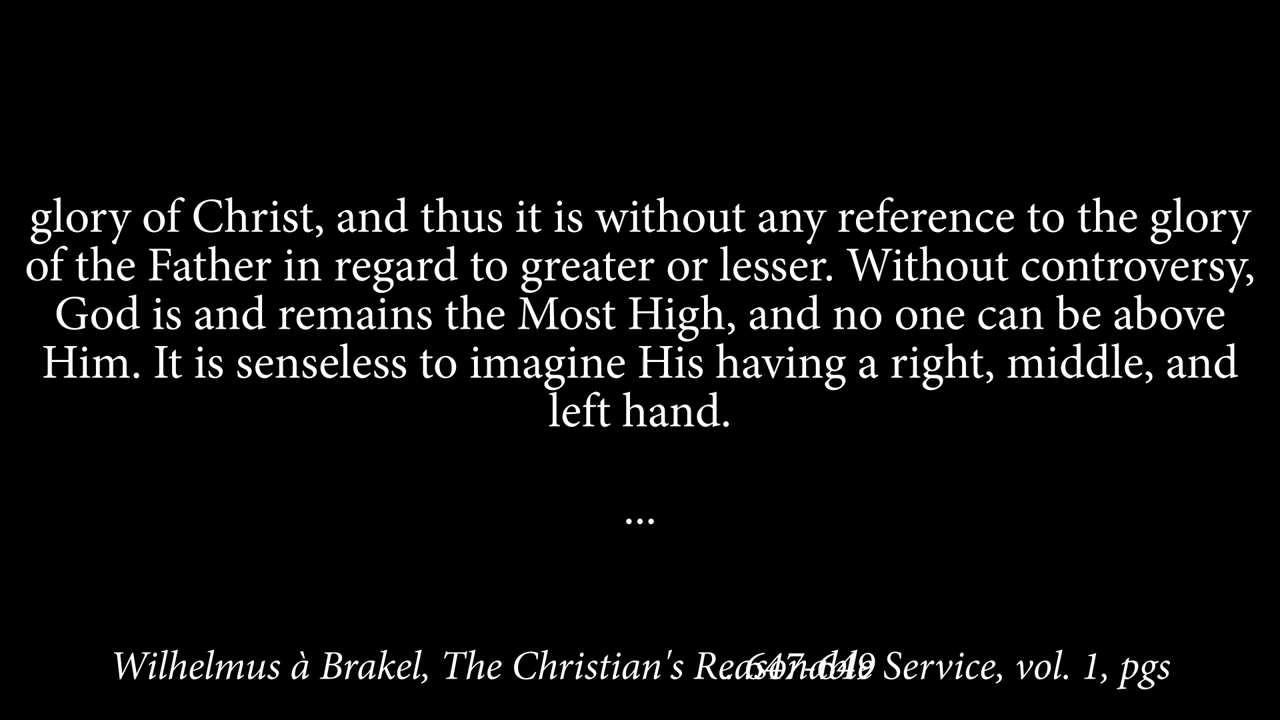 glory of Christ, and thus it is without any reference to the glory
of the Father in regard to greater or lesser. Without controversy,
God is and remains the Most High, and no one can be above
Him. It is senseless to imagine His having a right, middle, and
left hand.
...
Wilhelmus à Brakel, The Christian's Reasonable Service, vol. 1, pgs
. 647-649